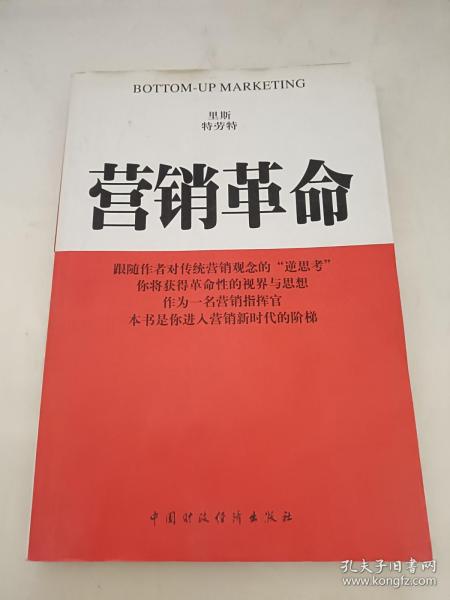 BOTTOM-UP MARKETING
里斯
特劳特
营销革命
跟随作者对传统营销观念的“逆思考”
你将获得革命性的视界与思想
作为一名营销指挥官
本书是你进入营销新时代的阶梯
中国财政经济出版社
孔夫子旧书网
www.kongfz.com